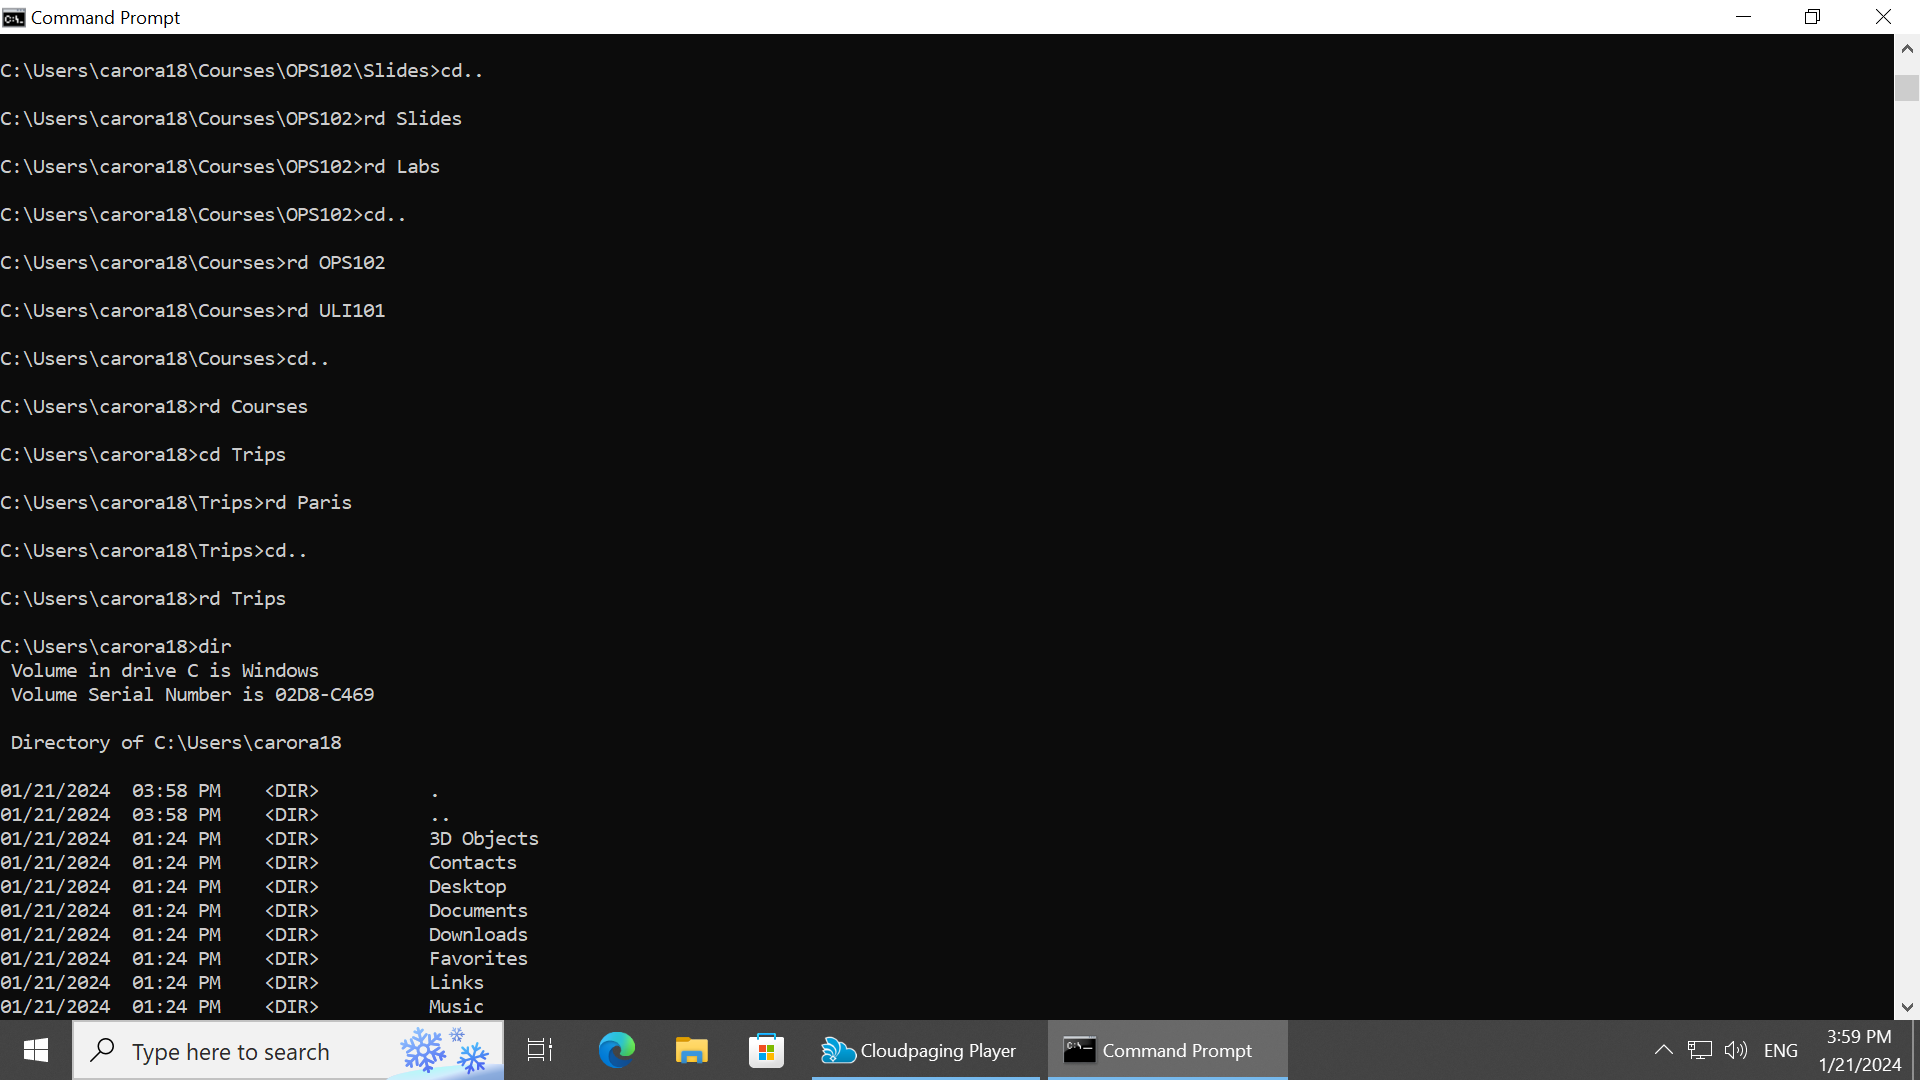 Command Prompt
C:\Users\carora18\Courses\OPS102\Slides>cd..
C:\Users\carora18\Courses\OPS102>rd Slides
C:\Users\carora18\Courses\OPS102>rd Labs
C:\Users\carora18\Courses\OPS102>cd..
C:\Users\carora18\Courses>rd OPS102
C:\Users\carora18\Courses>rd ULI101
C:\Users\carora18\Courses>cd..
C:\Users\carora18>rd Courses
C:\Users\carora18>cd Trips
C:\Users\carora18\Trips>rd Paris
C:\Users\carora18\Trips>cd..
C:\Users\carora18>rd Trips
C:\Users\carora18>dir
Volume in drive C is Windows
Volume Serial Number is 02D8-C469
Directory of C:\Users\carora18
01/21/2024  03:58 PM    <DIR>          .
01/21/2024  03:58 PM    <DIR>          ..
01/21/2024  01:24 PM    <DIR>          3D Objects
01/21/2024  01:24 PM    <DIR>          Contacts
01/21/2024  01:24 PM    <DIR>          Desktop
01/21/2024  01:24 PM    <DIR>          Documents
01/21/2024  01:24 PM    <DIR>          Downloads
01/21/2024  01:24 PM    <DIR>          Favorites
01/21/2024  01:24 PM    <DIR>          Links
01/21/2024  01:24 PM    <DIR>          Music
Type here to search
Cloudpaging Player
Command Prompt
ENG
3:59 PM
1/21/2024